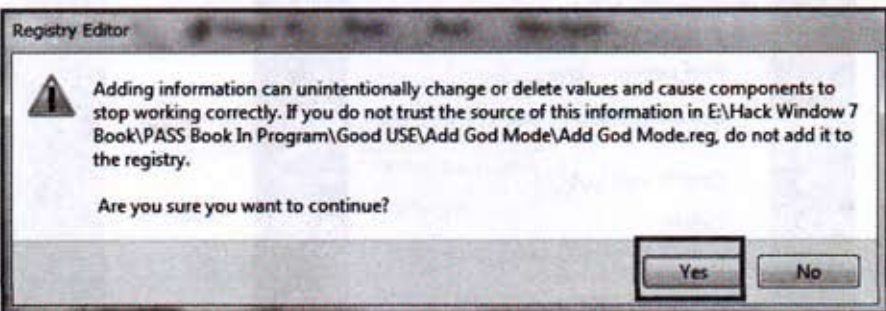 Registry Editor
Adding information can unintentionally change or delete values and cause components to
stop working correctly. If you do not trust the source of this information in E:\Hack Window 7
Book\PASS Book In Program\Good USE\Add God Mode\Add God Mode.reg, do not add it to
the registry.
Are you sure you want to continue?
Yes No